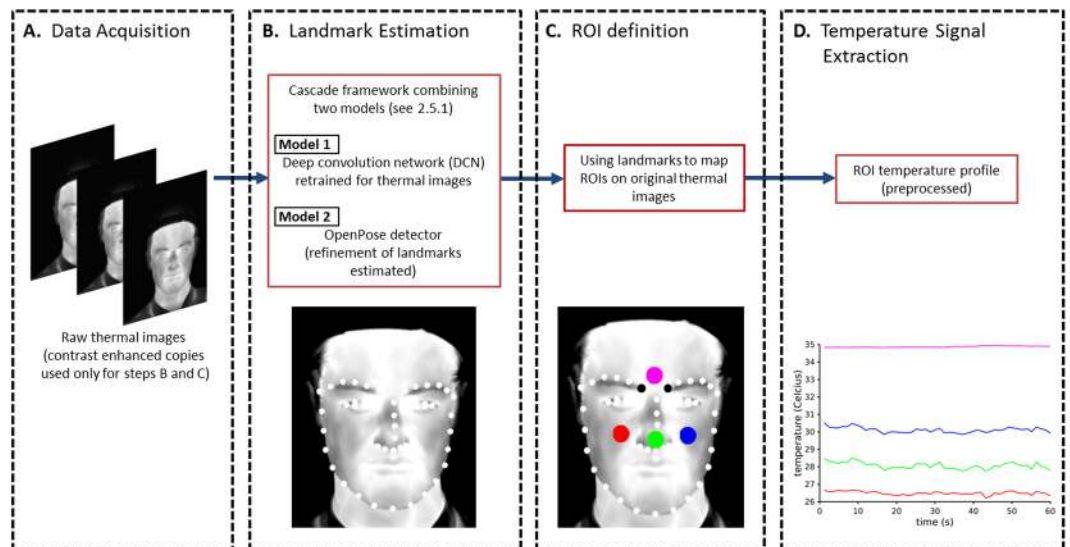 A. Data Acquisition
Raw thermal images
(contrast enhanced copies
used only for steps B and C)
B. Landmark Estimation
Cascade framework combining
two models (see 2.5.1)
Model 1
Deep convolution network (DCN)
retrained for thermal images
Model 2
OpenPose detector
(refinement of landmarks
estimated)
C. ROI definition
Using landmarks to map
ROIs on original thermal
images
D. Temperature Signal
Extraction
ROI temperature profile
(preprocessed)
temperature (Celcius)
35
34
33
32
31
30
29
28
27
26
0
10
20
30
40
50
60
time (s)